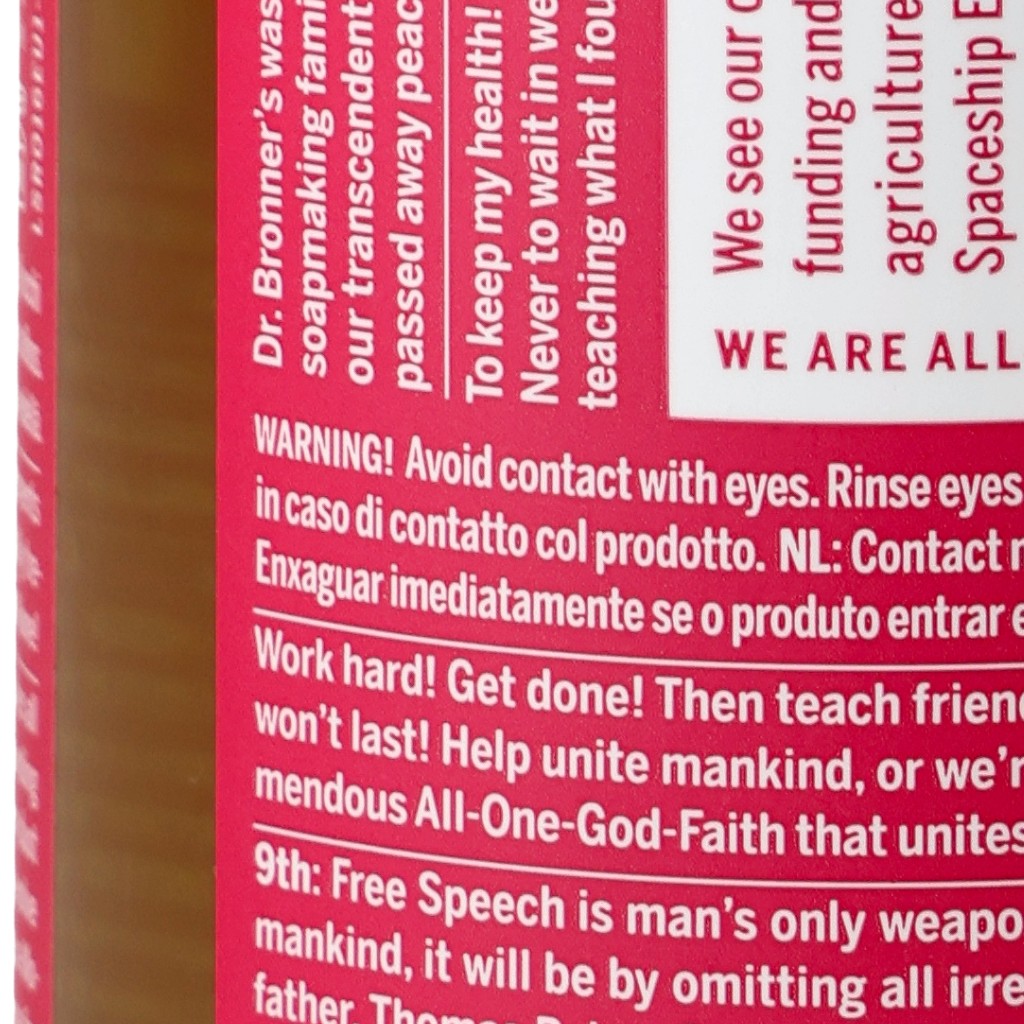 Dr. Bronner's was
soapmaking fami
our transcendent
passed away peac
To keep my health!
Never to wait in we
teaching what I fou
We see our c
funding and
agriculture
Spaceship E
WE ARE ALL
WARNING! Avoid contact with eyes. Rinse eyes
in caso di contatto col prodotto. NL: Contact
Enxaguar imediatamente se o produto entrar e
Work hard! Get done! Then teach frien
won't last! Help unite mankind, or we'r
mendous All-One-God-Faith that unites
9th: Free Speech is man's only weapo
mankind, it will be by omitting all irre
father,